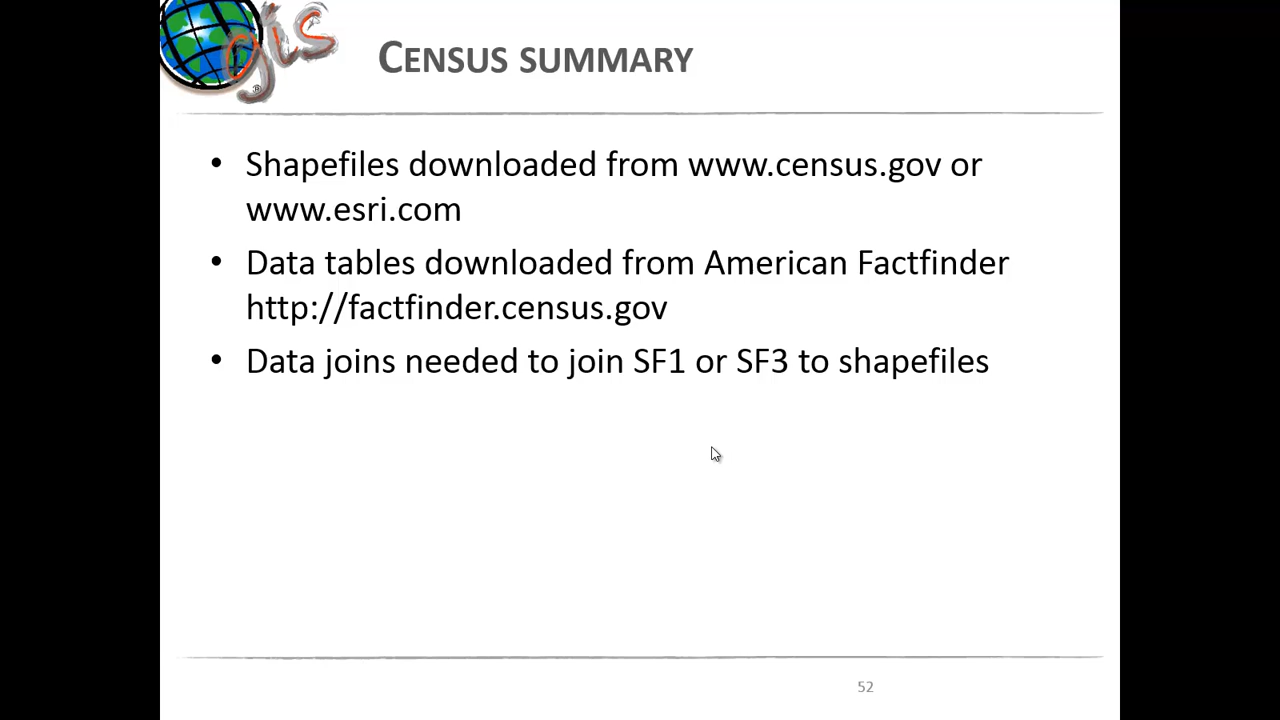 gis
CENSUS SUMMARY
• Shapefiles downloaded from www.census.gov or
www.esri.com
• Data tables downloaded from American Factfinder
http://factfinder.census.gov
• Data joins needed to join SF1 or SF3 to shapefiles
52